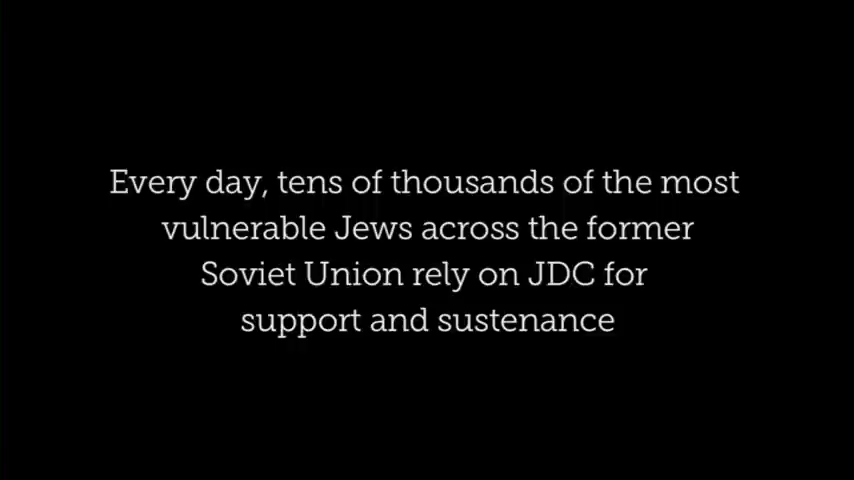 Every day, tens of thousands of the most
vulnerable Jews across the former
Soviet Union rely on JDC for
support and sustenance